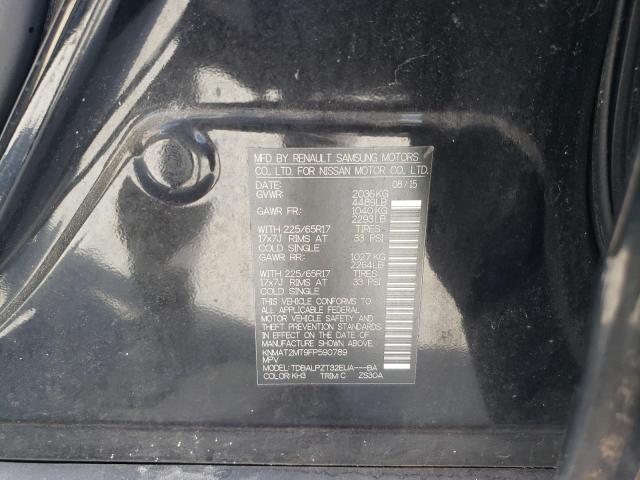 MFD BY RENAULT SAMSUNG MOTORS
CO., LTD. FOR NISSAN MOTOR CO., LTD.
DATE: 08/15
GVWR: 2036KG
4489LB
GAWR FR: 1040KG
2293LB
WITH 225/65R17 TIRES
17x7J RIMS AT 33 PSI
COLD SINGLE
GAWR RR: 1027KG
2264LB
WITH 225/65R17 TIRES
17x7J RIMS AT 33 PSI
COLD SINGLE
THIS VEHICLE CONFORMS TO
ALL APPLICABLE FEDERAL
MOTOR VEHICLE SAFETY AND
THEFT PREVENTION STANDARDS
IN EFFECT ON THE DATE OF
MANUFACTURE SHOWN ABOVE.
KNMAT2MT9FP590789
MPV
MODEL: TDBALPZT32EUA---BA
COLOR: KH3 TRIM: C ZS30A